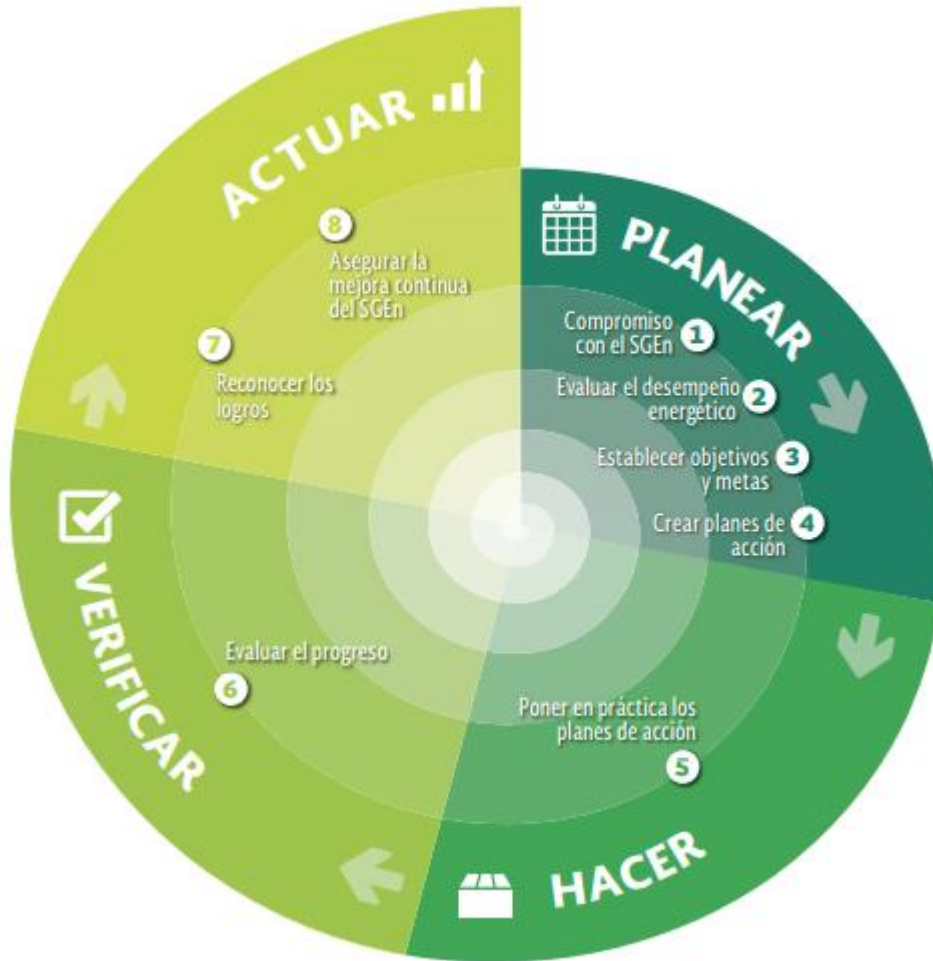 PLANEAR
1
Compromiso
con el SGEn
2
Evaluar el desempeño
energético
3
Establecer objetivos
y metas
4
Crear planes de
acción
HACER
Poner en práctica los
planes de acción
5
VERIFICAR
Evaluar el progreso
6
ACTUAR
7
Reconocer los
logros
8
Asegurar la
mejora continua
del SGEn